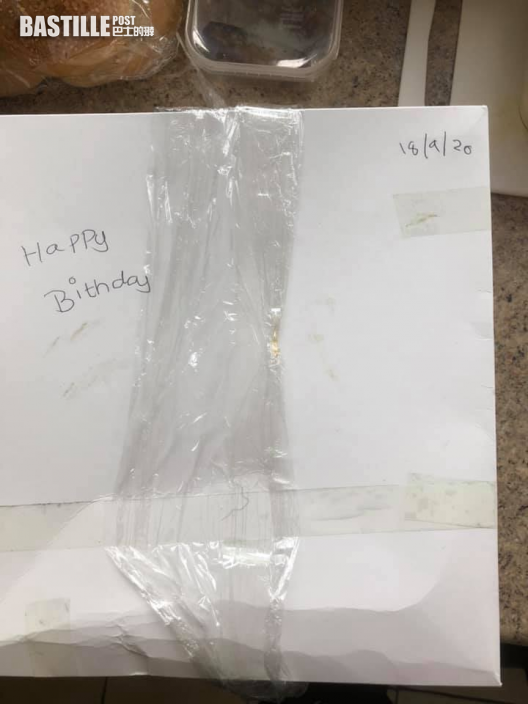 BASTILLE POST
巴士的報
18/9/20
Happy
Bithday